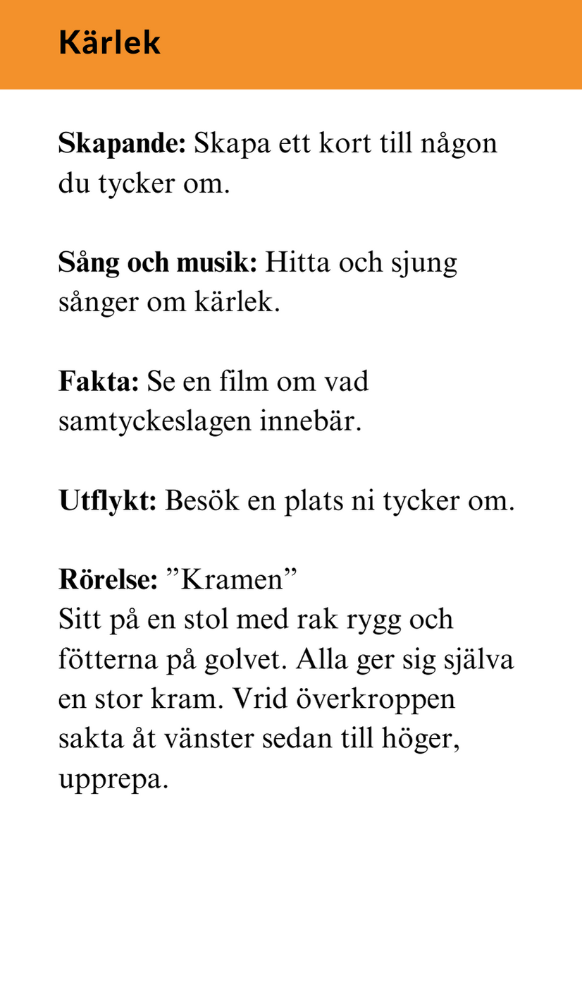 Kärlek
Skapande: Skapa ett kort till någon
du tycker om.
Sång och musik: Hitta och sjung
sånger om kärlek.
Fakta: Se en film om vad
samtyckeslagen innebär.
Utflykt: Besök en plats ni tycker om.
Rörelse: ”Kramen”
Sitt på en stol med rak rygg och
fötterna på golvet. Alla ger sig själva
en stor kram. Vrid överkroppen
sakta åt vänster sedan till höger,
upprepa.